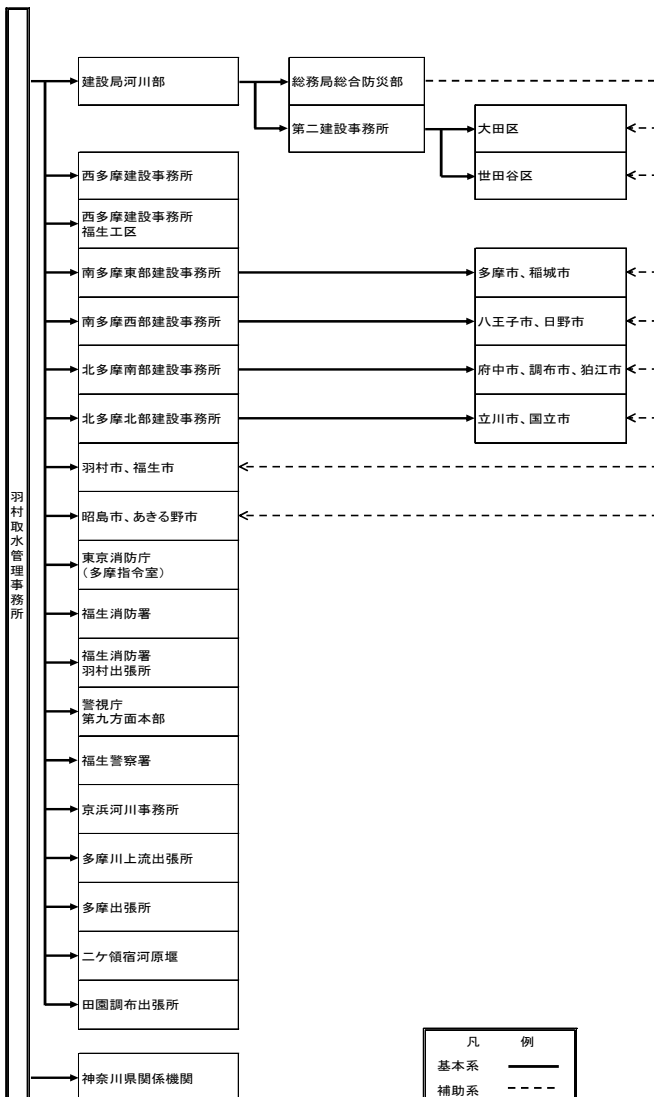 羽村取水管理事務所
建設局河川部
総務局総合防災部
第二建設事務所
大田区
世田谷区
西多摩建設事務所
西多摩建設事務所
福生工区
南多摩東部建設事務所
多摩市、稲城市
南多摩西部建設事務所
八王子市、日野市
北多摩南部建設事務所
府中市、調布市、狛江市
北多摩北部建設事務所
立川市、国立市
羽村市、福生市
昭島市、あきる野市
東京消防庁
（多摩指令室）
福生消防署
福生消防署
羽村出張所
警視庁
第九方面本部
福生警察署
京浜河川事務所
多摩川上流出張所
多摩出張所
二ケ領宿河原堰
田園調布出張所
神奈川県関係機関
凡　例
基本系
補助系